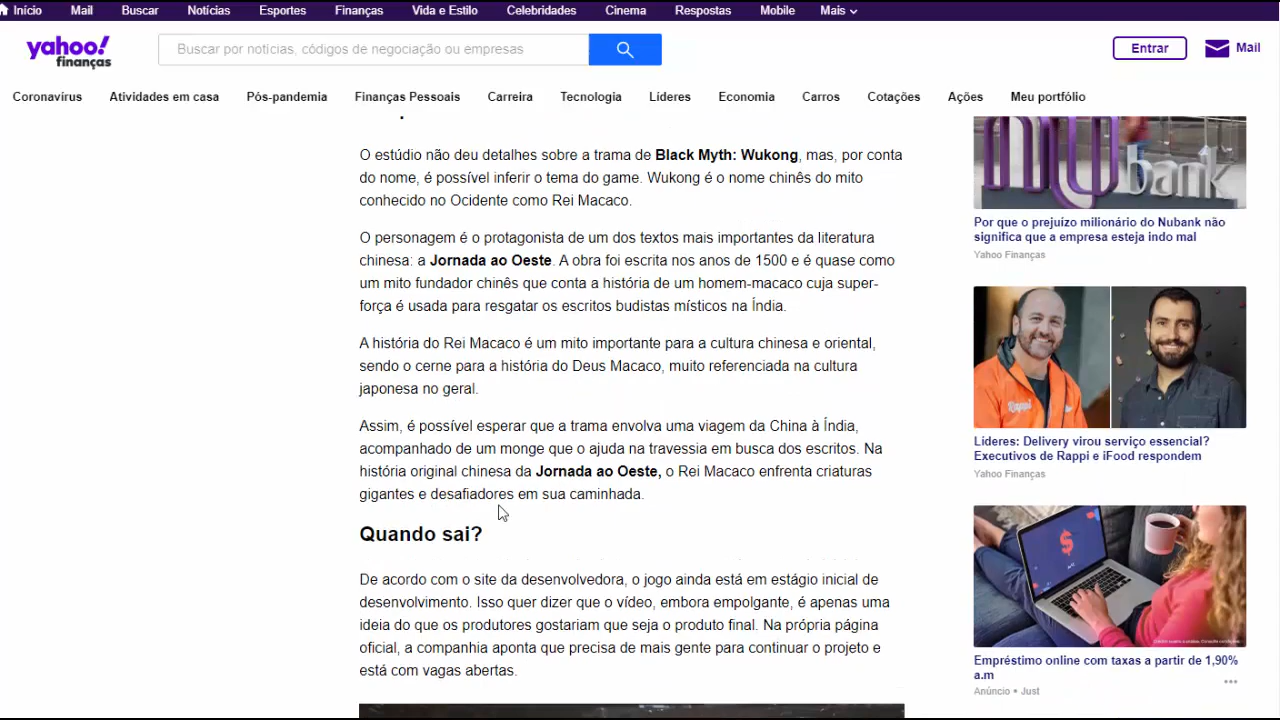 Início Mail Buscar Notícias Esportes Finanças Vida e Estilo Celebridades Cinema Respostas Mobile Mais
yahoo! finanças
Buscar por notícias, códigos de negociação ou empresas
Entrar Mail
Coronavírus Atividades em casa Pós-pandemia Finanças Pessoais Carreira Tecnologia Líderes Economia Carros Cotações Ações Meu portfólio
O estúdio não deu detalhes sobre a trama de Black Myth: Wukong, mas, por conta
do nome, é possível inferir o tema do game. Wukong é o nome chinês do mito
conhecido no Ocidente como Rei Macaco.
O personagem é o protagonista de um dos textos mais importantes da literatura
chinesa: a Jornada ao Oeste. A obra foi escrita nos anos de 1500 e é quase como
um mito fundador chinês que conta a história de um homem-macaco cuja super-
força é usada para resgatar os escritos budistas místicos na Índia.
A história do Rei Macaco é um mito importante para a cultura chinesa e oriental,
sendo o cerne para a história do Deus Macaco, muito referenciada na cultura
japonesa no geral.
Assim, é possível esperar que a trama envolva uma viagem da China à Índia,
acompanhado de um monge que o ajuda na travessia em busca dos escritos. Na
história original chinesa da Jornada ao Oeste, o Rei Macaco enfrenta criaturas
gigantes e desafiadores em sua caminhada.
Quando sai?
De acordo com o site da desenvolvedora, o jogo ainda está em estágio inicial de
desenvolvimento. Isso quer dizer que o vídeo, embora empolgante, é apenas uma
ideia do que os produtores gostariam que seja o produto final. Na própria página
oficial, a companhia aponta que precisa de mais gente para continuar o projeto e
está com vagas abertas.
nu bank
Por que o prejuízo milionário do Nubank não
significa que a empresa esteja indo mal
Yahoo Finanças
Rappi
Líderes: Delivery virou serviço essencial?
Executivos de Rappi e iFood respondem
Yahoo Finanças
Empréstimo online com taxas a partir de 1,90%
a.m
Anúncio • Just